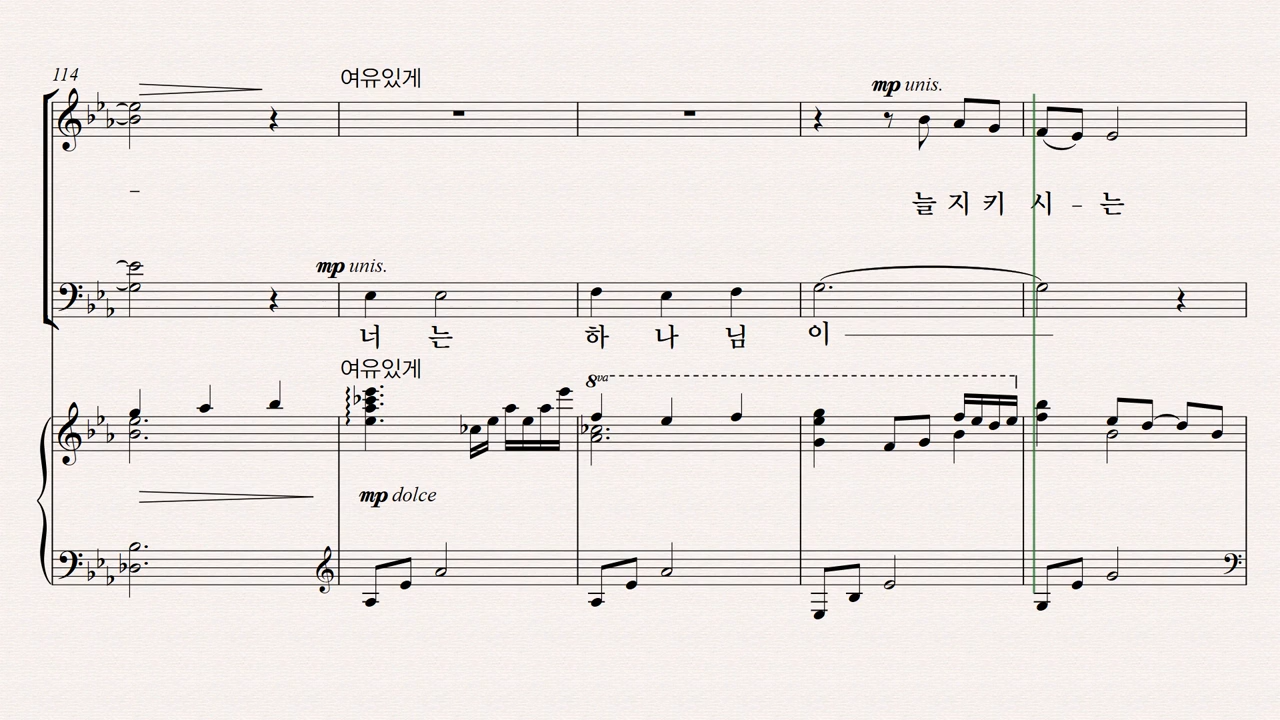 114
여유있게
mp unis.
늘 지 키 시 - 는
mp unis.
너 는 하 나 님 이
여유있게
8va
mp dolce